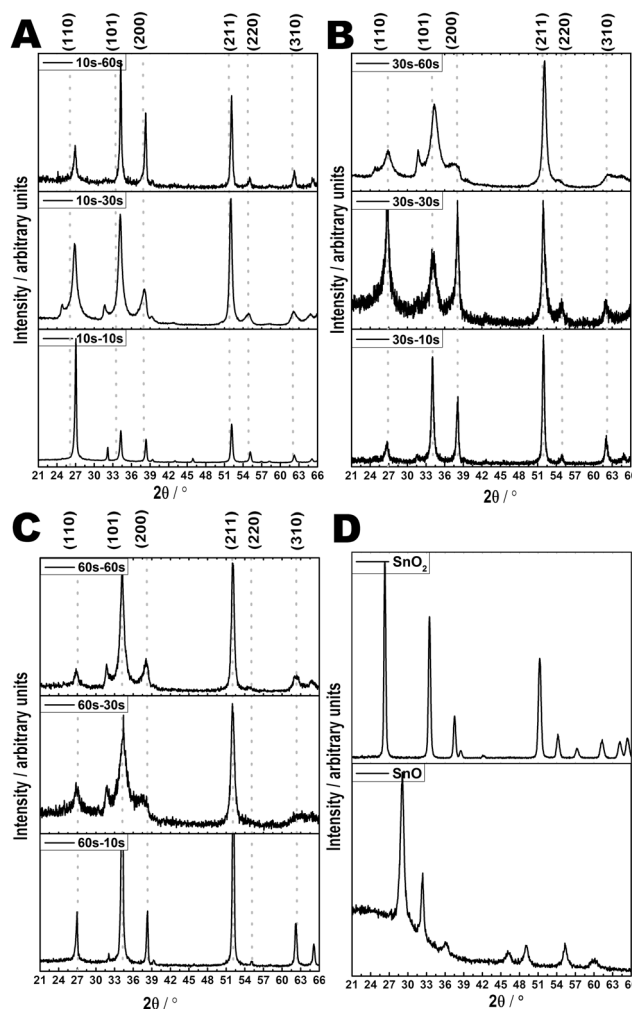 A
(110) (101) (200) (211) (220) (310)
10s-60s
10s-30s
10s-10s
Intensity / arbitrary units
21 24 27 30 33 36 39 42 45 48 51 54 57 60 63 66
2θ / °
B
(110) (101) (200) (211) (220) (310)
30s-60s
30s-30s
30s-10s
Intensity / arbitrary units
21 24 27 30 33 36 39 42 45 48 51 54 57 60 63 66
2θ / °
C
(110) (101) (200) (211) (220) (310)
60s-60s
60s-30s
60s-10s
Intensity / arbitrary units
21 24 27 30 33 36 39 42 45 48 51 54 57 60 63 66
2θ / °
D
SnO₂
SnO
Intensity / arbitrary units
21 24 27 30 33 36 39 42 45 48 51 54 57 60 63 66
2θ / °